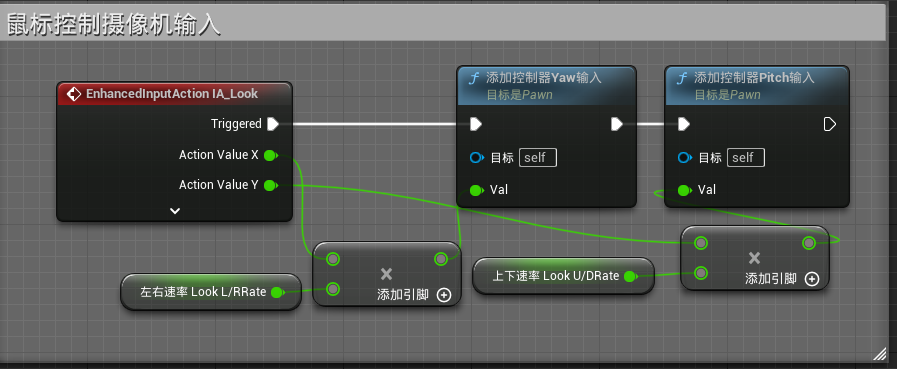 鼠标控制摄像机输入
EnhancedInputAction IA_Look
Triggered
Action Value X
Action Value Y
添加控制器Yaw输入
目标是Pawn
目标 self
Val
添加控制器Pitch输入
目标是Pawn
目标 self
Val
左右速率 Look L/RRate
×
添加引脚
上下速率 Look U/DRate
×
添加引脚